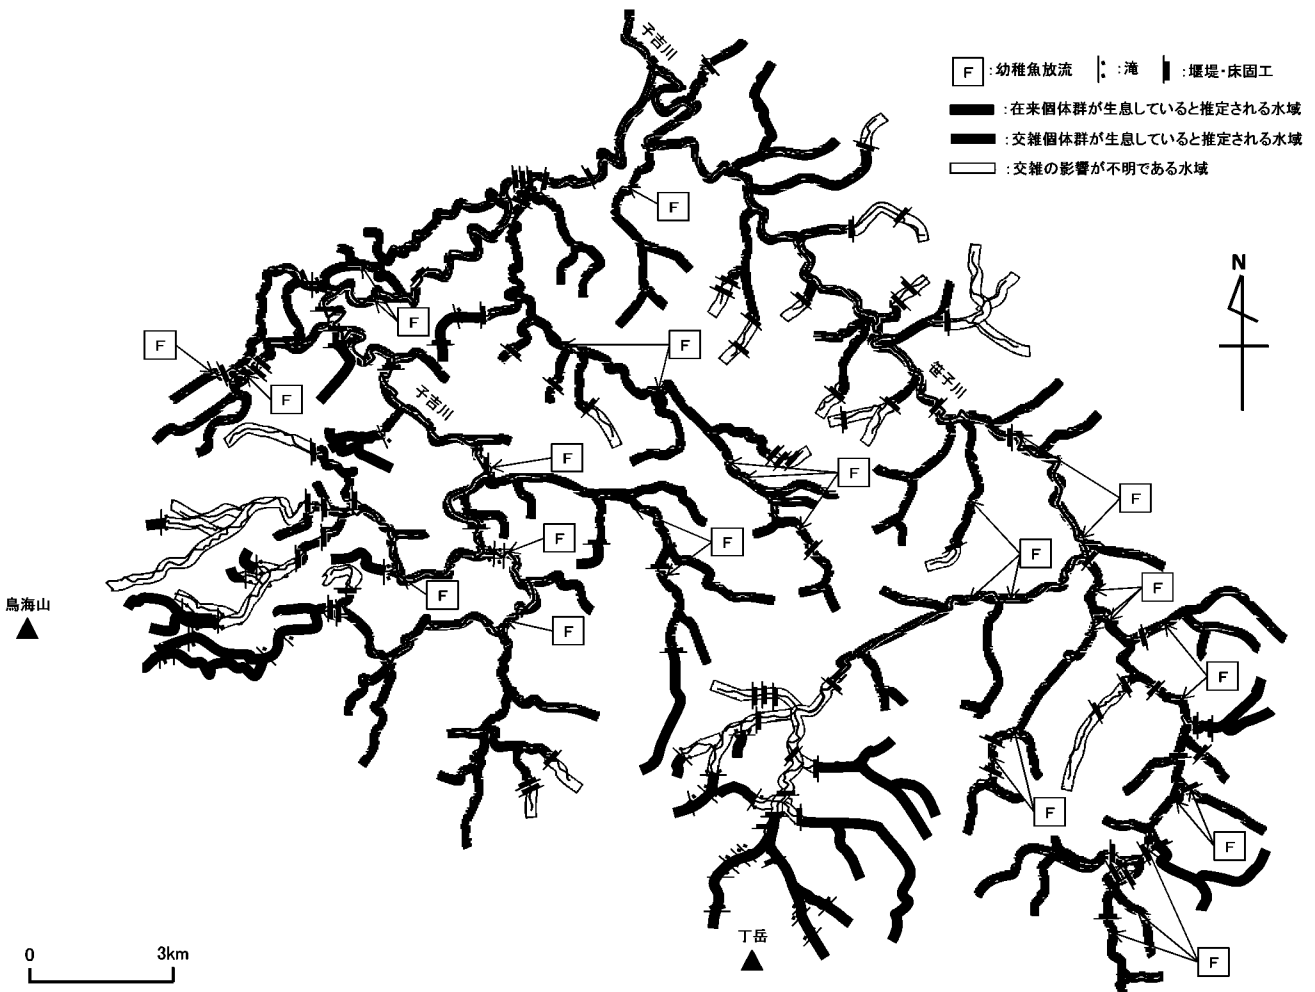 子吉川
F :幼稚魚放流 :滝 :堰堤・床固工
:在来個体群が生息していると推定される水域
:交雑個体群が生息していると推定される水域
:交雑の影響が不明である水域
F
N
F
F
F
F
子吉川
笹子川
F
F
F
F
F
F
F
F
F
鳥海山
F
F
F
F
丁岳
F
0 3km